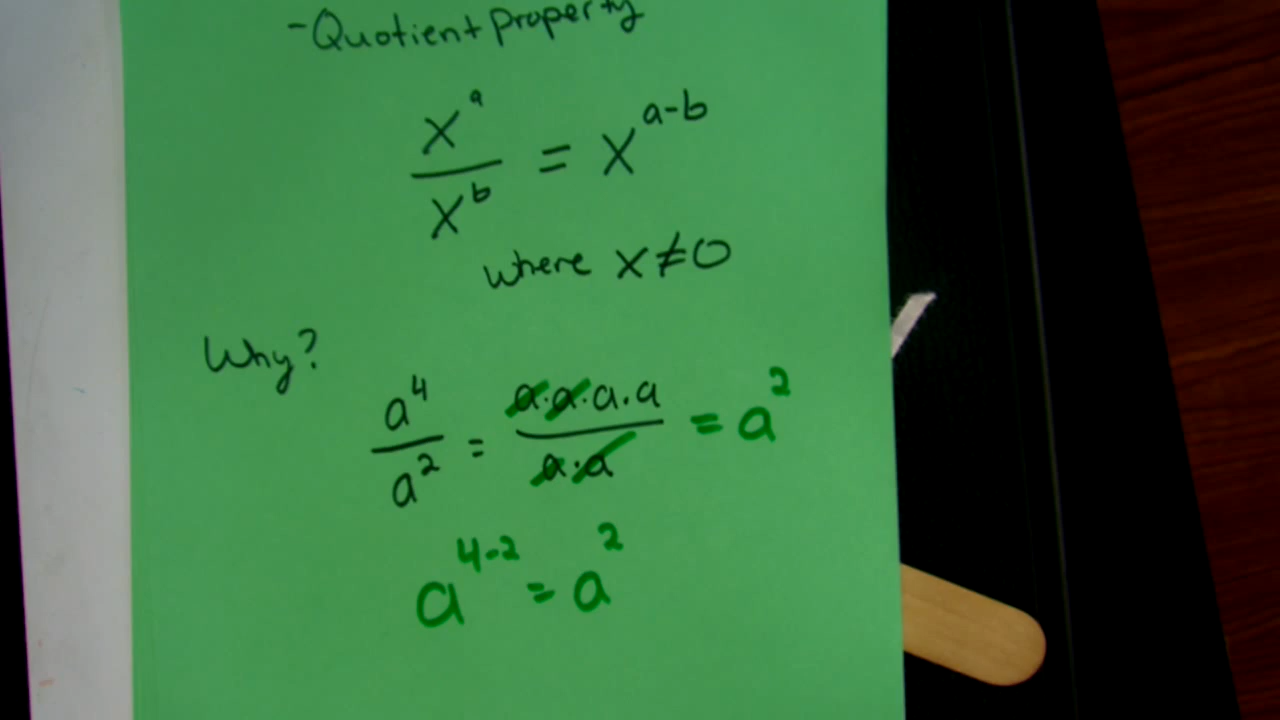 - Quotient property
x^a / x^b = x^(a-b)
where x ≠ 0
Why?
a^4 / a^2 = a·a·a·a / a·a = a^2
a^(4-2) = a^2